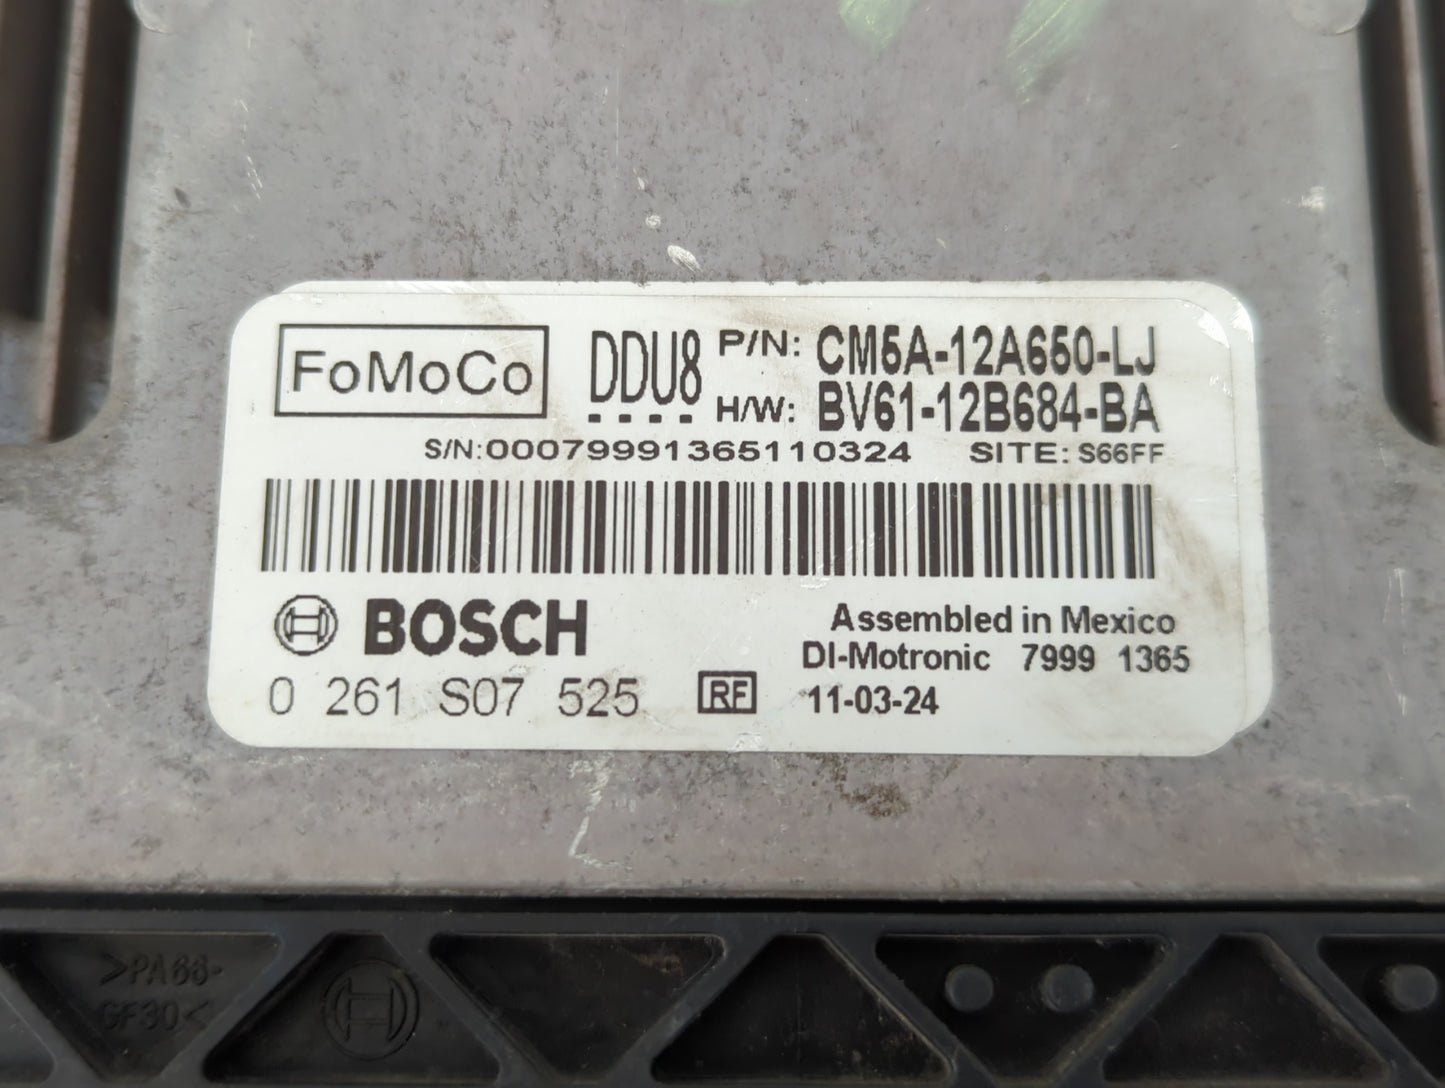 FoMoCo DDU8 P/N: CM5A-12A650-LJ
H/W: BV61-12B684-BA
S/N:00079991365110324 SITE: S66FF
BOSCH Assembled in Mexico
DI-Motronic 7999 1365
0 261 S07 525 RF 11-03-24
>PA66-
GF30<